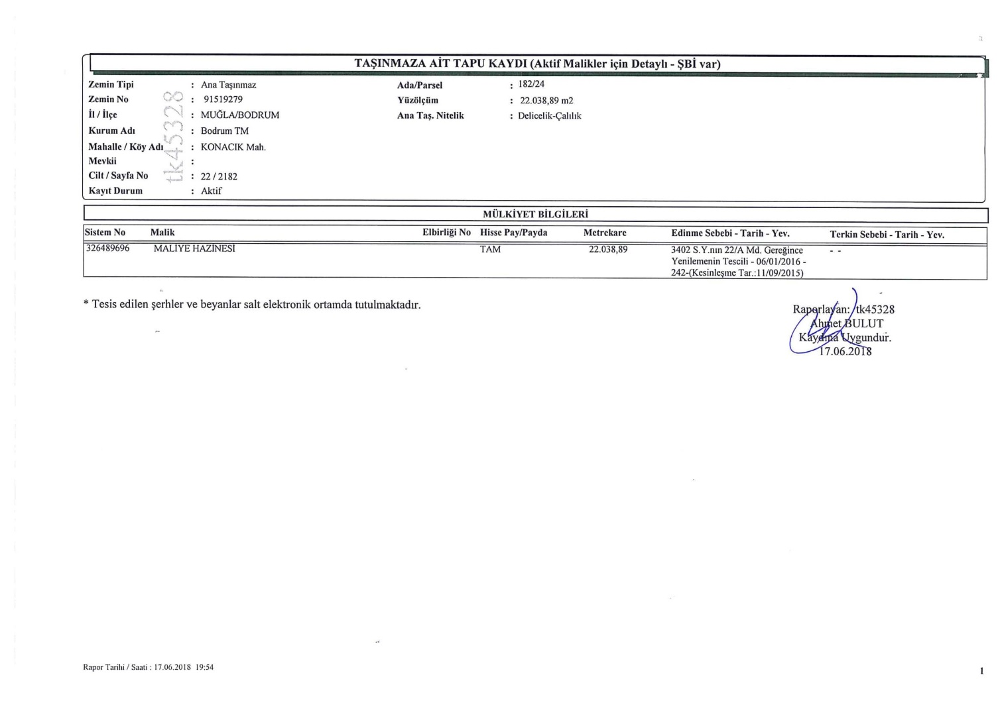 TAŞINMAZA AİT TAPU KAYDI (Aktif Malikler için Detaylı - ŞBİ var)
Zemin Tipi : Ana Taşınmaz Ada/Parsel : 182/24
Zemin No : 91519279 Yüzölçüm : 22.038,89 m2
İl / İlçe : MUĞLA/BODRUM Ana Taş. Nitelik : Delicelik-Çalılık
Kurum Adı : Bodrum TM
Mahalle / Köy Adı : KONACIK Mah.
Mevkii :
Cilt / Sayfa No : 22 / 2182
Kayıt Durum : Aktif
tk45328
MÜLKİYET BİLGİLERİ
Sistem No Malik Elbirliği No Hisse Pay/Payda Metrekare Edinme Sebebi - Tarih - Yev. Terkin Sebebi - Tarih - Yev.
326489696 MALİYE HAZİNESİ TAM 22.038,89 3402 S.Y.nın 22/A Md. Gereğince - -
Yenilemenin Tescili - 06/01/2016 -
242-(Kesinleşme Tar.:11/09/2015)
* Tesis edilen şerhler ve beyanlar salt elektronik ortamda tutulmaktadır.
Raporlayan: tk45328
Ahmet BULUT
Kaydına Uygundur.
17.06.2018
Rapor Tarihi / Saati : 17.06.2018 19:54
1